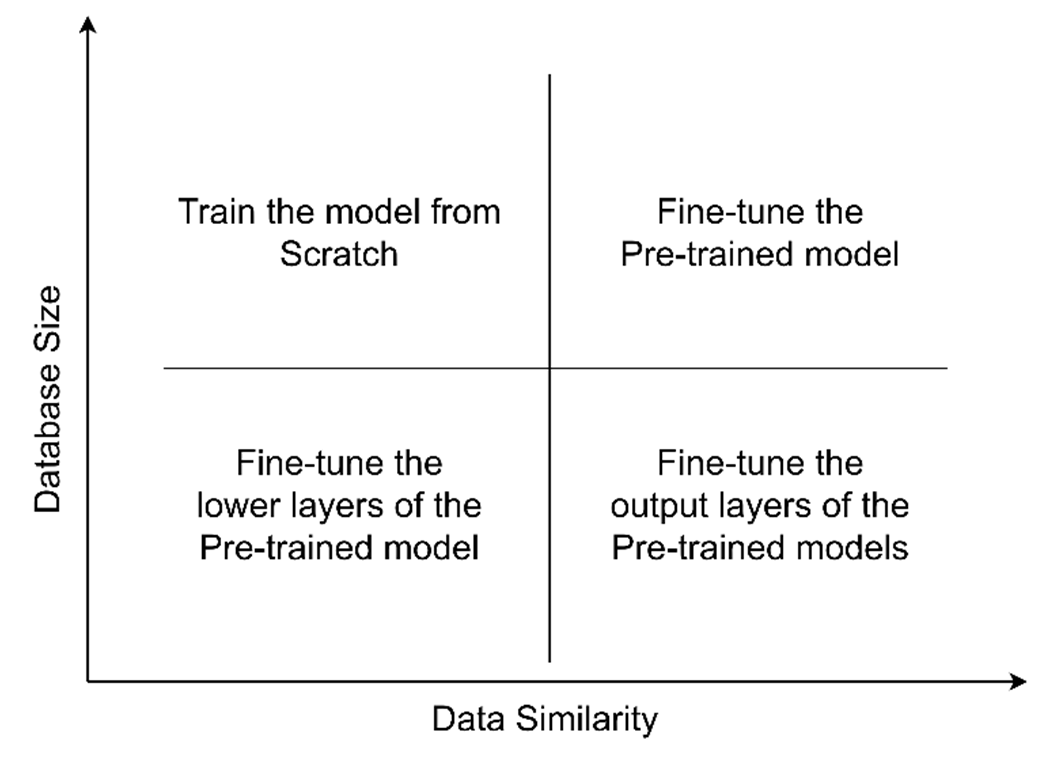 Train the model from
Scratch
Fine-tune the
Pre-trained model
Database Size
Fine-tune the
lower layers of the
Pre-trained model
Fine-tune the
output layers of the
Pre-trained models
Data Similarity